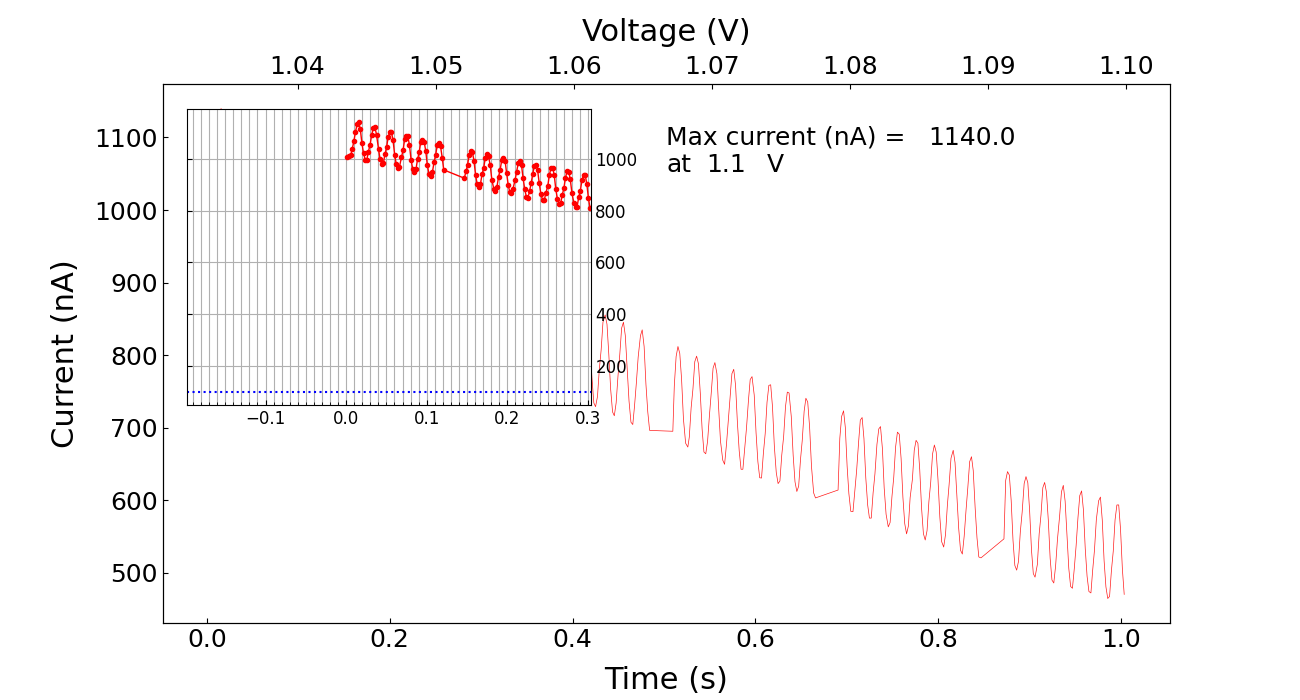 Voltage (V)
1.04 1.05 1.06 1.07 1.08 1.09 1.10
Max current (nA) = 1140.0
at 1.1 V
Current (nA)
1100
1000
900
800
700
600
500
1000
800
600
400
200
−0.1 0.0 0.1 0.2 0.3
0.0 0.2 0.4 0.6 0.8 1.0
Time (s)